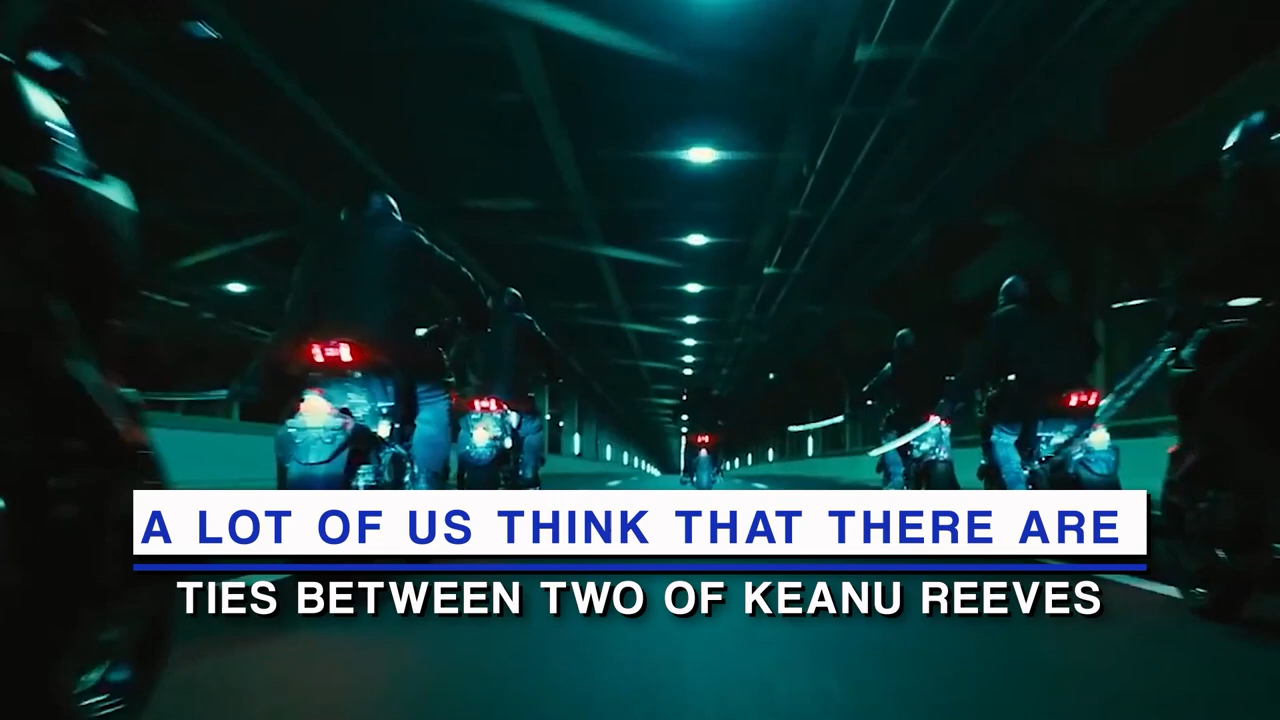 A LOT OF US THINK THAT THERE ARE
TIES BETWEEN TWO OF KEANU REEVES